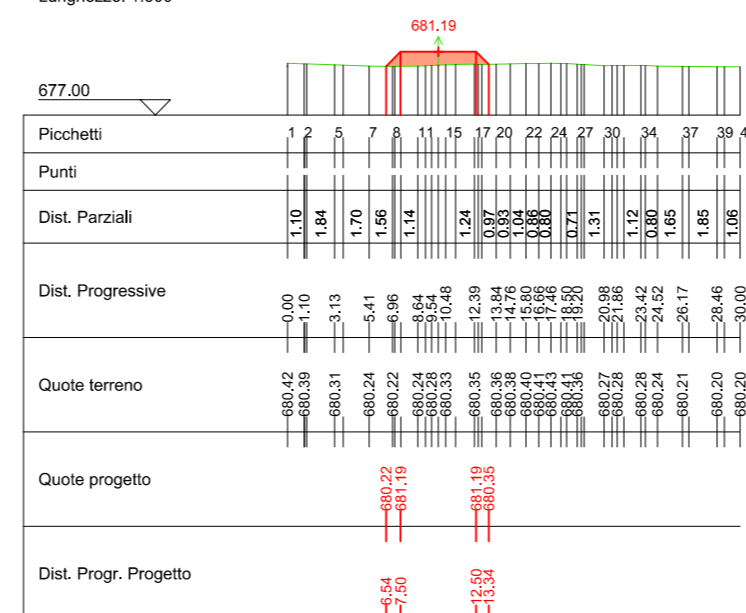 681.19
677.00
Picchetti 1 2 5 7 8 11 15 17 20 22 24 27 30 34 37 39
Punti
Dist. Parziali 1.10 1.84 1.70 1.56 1.14 1.24 0.97 0.93 1.04 0.86 0.80 0.71 1.31 1.12 0.80 1.65 1.85 1.06
Dist. Progressive 0.00 1.10 3.13 5.41 6.96 8.64 9.54 10.48 12.39 13.84 14.76 15.80 16.66 17.46 18.50 19.20 20.98 21.86 23.42 24.52 26.17 28.46 30.00
Quote terreno 680.42 680.39 680.31 680.24 680.22 680.24 680.28 680.33 680.35 680.36 680.38 680.40 680.41 680.43 680.41 680.36 680.27 680.28 680.28 680.24 680.21 680.20 680.20
Quote progetto 680.22 681.19 681.19 680.35
Dist. Progr. Progetto 6.54 7.50 12.50 13.34